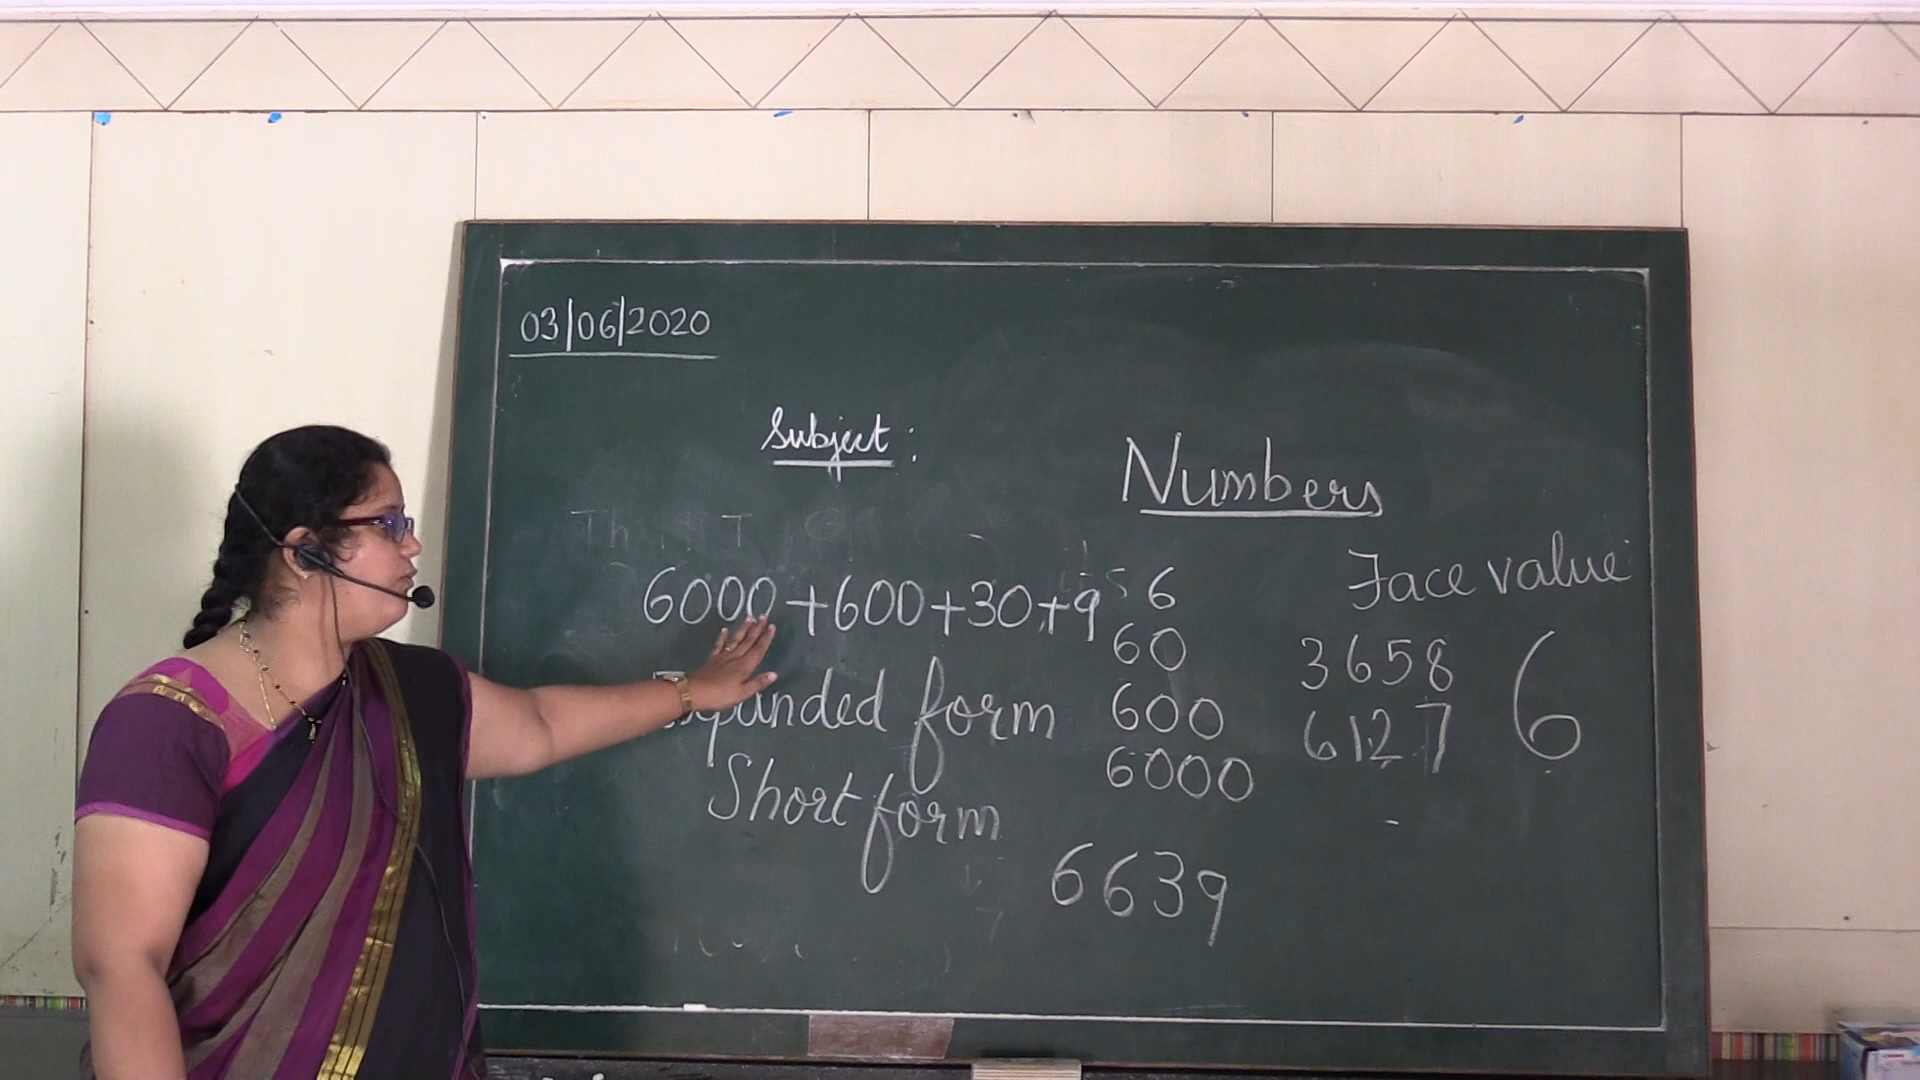 03/06/2020
Subject :
Numbers
Th H T O
6000 + 600 + 30 + 9
Expanded form
Short form
6
60
600
6000
6639
Face value
3658
6127
6